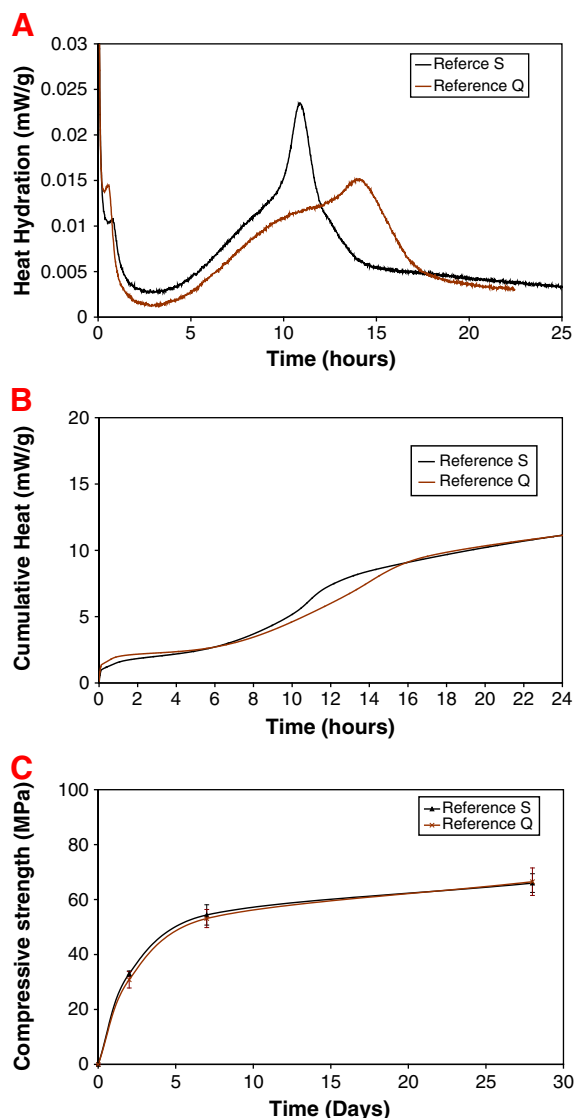 A
Heat Hydration (mW/g)
0.03
0.025
0.02
0.015
0.01
0.005
0
Referce S
Reference Q
0 5 10 15 20 25
Time (hours)
B
Cumulative Heat (mW/g)
20
15
10
5
0
Reference S
Reference Q
0 2 4 6 8 10 12 14 16 18 20 22 24
Time (hours)
C
Compressive strength (MPa)
100
80
60
40
20
0
Reference S
Reference Q
0 5 10 15 20 25 30
Time (Days)